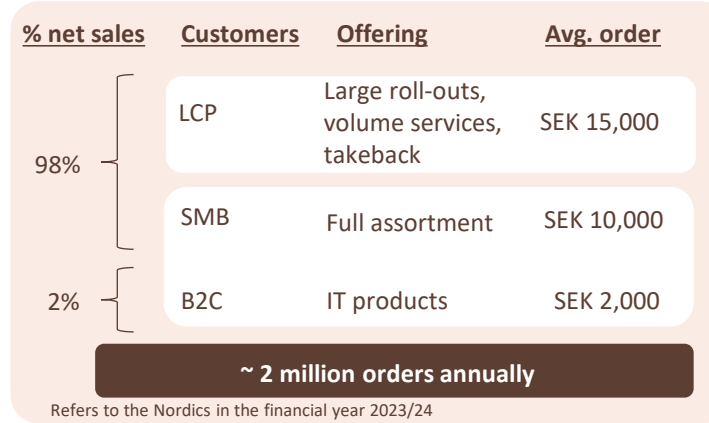 % net sales Customers Offering Avg. order
LCP
Large roll-outs,
volume services,
takeback
SEK 15,000
98%
SMB
Full assortment
SEK 10,000
2%
B2C
IT products
SEK 2,000
~ 2 million orders annually
Refers to the Nordics in the financial year 2023/24